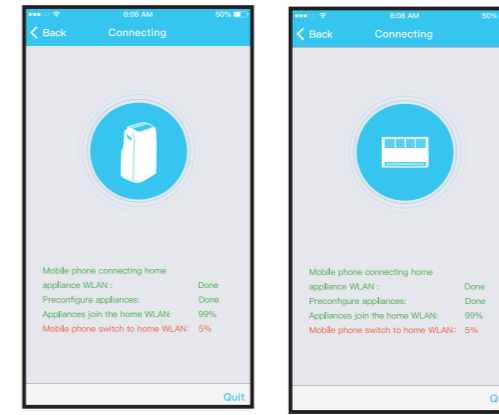 8:08 AM 50%
Back Connecting
Mobile phone connecting home
appliance WLAN : Done
Preconfigure appliances: Done
Appliances join the home WLAN: 99%
Mobile phone switch to home WLAN: 5%
Quit
8:08 AM 50%
Back Connecting
Mobile phone connecting home
appliance WLAN : Done
Preconfigure appliances: Done
Appliances join the home WLAN: 99%
Mobile phone switch to home WLAN: 5%